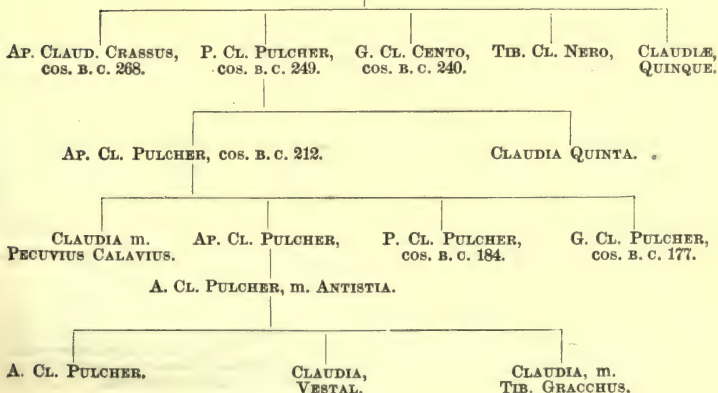 AP. CLAUD. CRASSUS, P. CL. PULCHER, G. CL. CENTO, TIB. CL. NERO, CLAUDIÆ,
COS. B. C. 268. COS. B. C. 249. COS. B. C. 240. QUINQUE.
AP. CL. PULCHER, COS. B. C. 212. CLAUDIA QUINTA.
CLAUDIA m. AP. CL. PULCHER, P. CL. PULCHER, G. CL. PULCHER,
PECUVIUS CALAVIUS. COS. B. C. 184. COS. B. C. 177.
A. CL. PULCHER, m. ANTISTIA.
A. CL. PULCHER. CLAUDIA, CLAUDIA, m.
VESTAL. TIB. GRACCHUS.